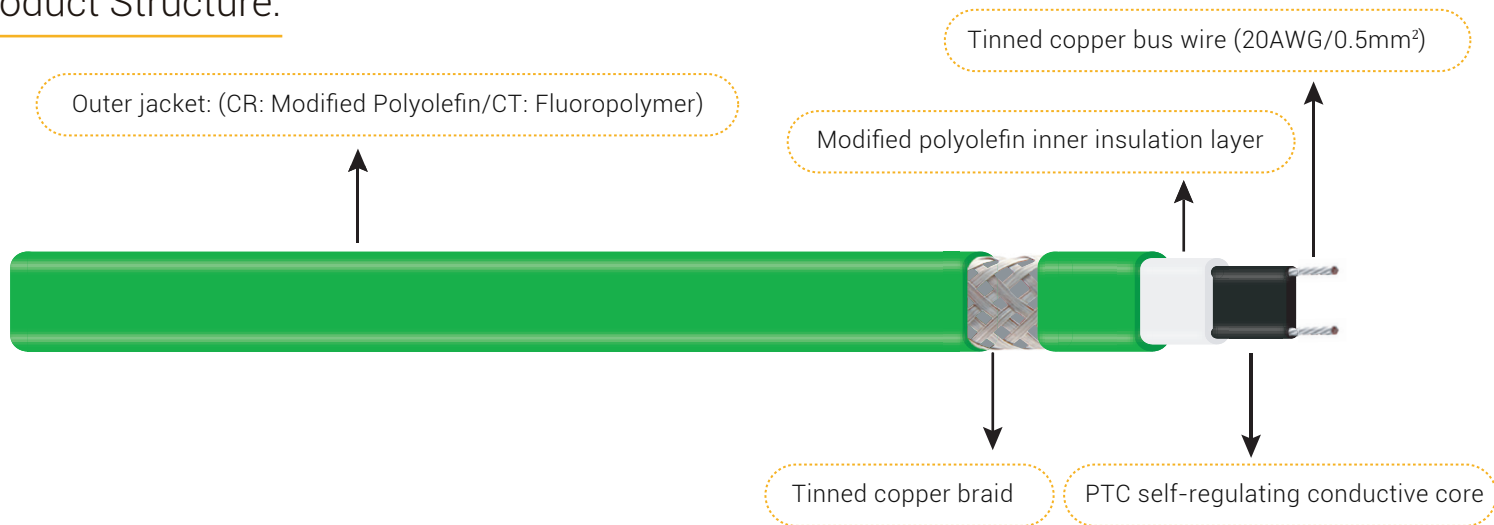 oduct Structure:
Tinned copper bus wire (20AWG/0.5mm²)
Outer jacket: (CR: Modified Polyolefin/CT: Fluoropolymer)
Modified polyolefin inner insulation layer
Tinned copper braid
PTC self-regulating conductive core